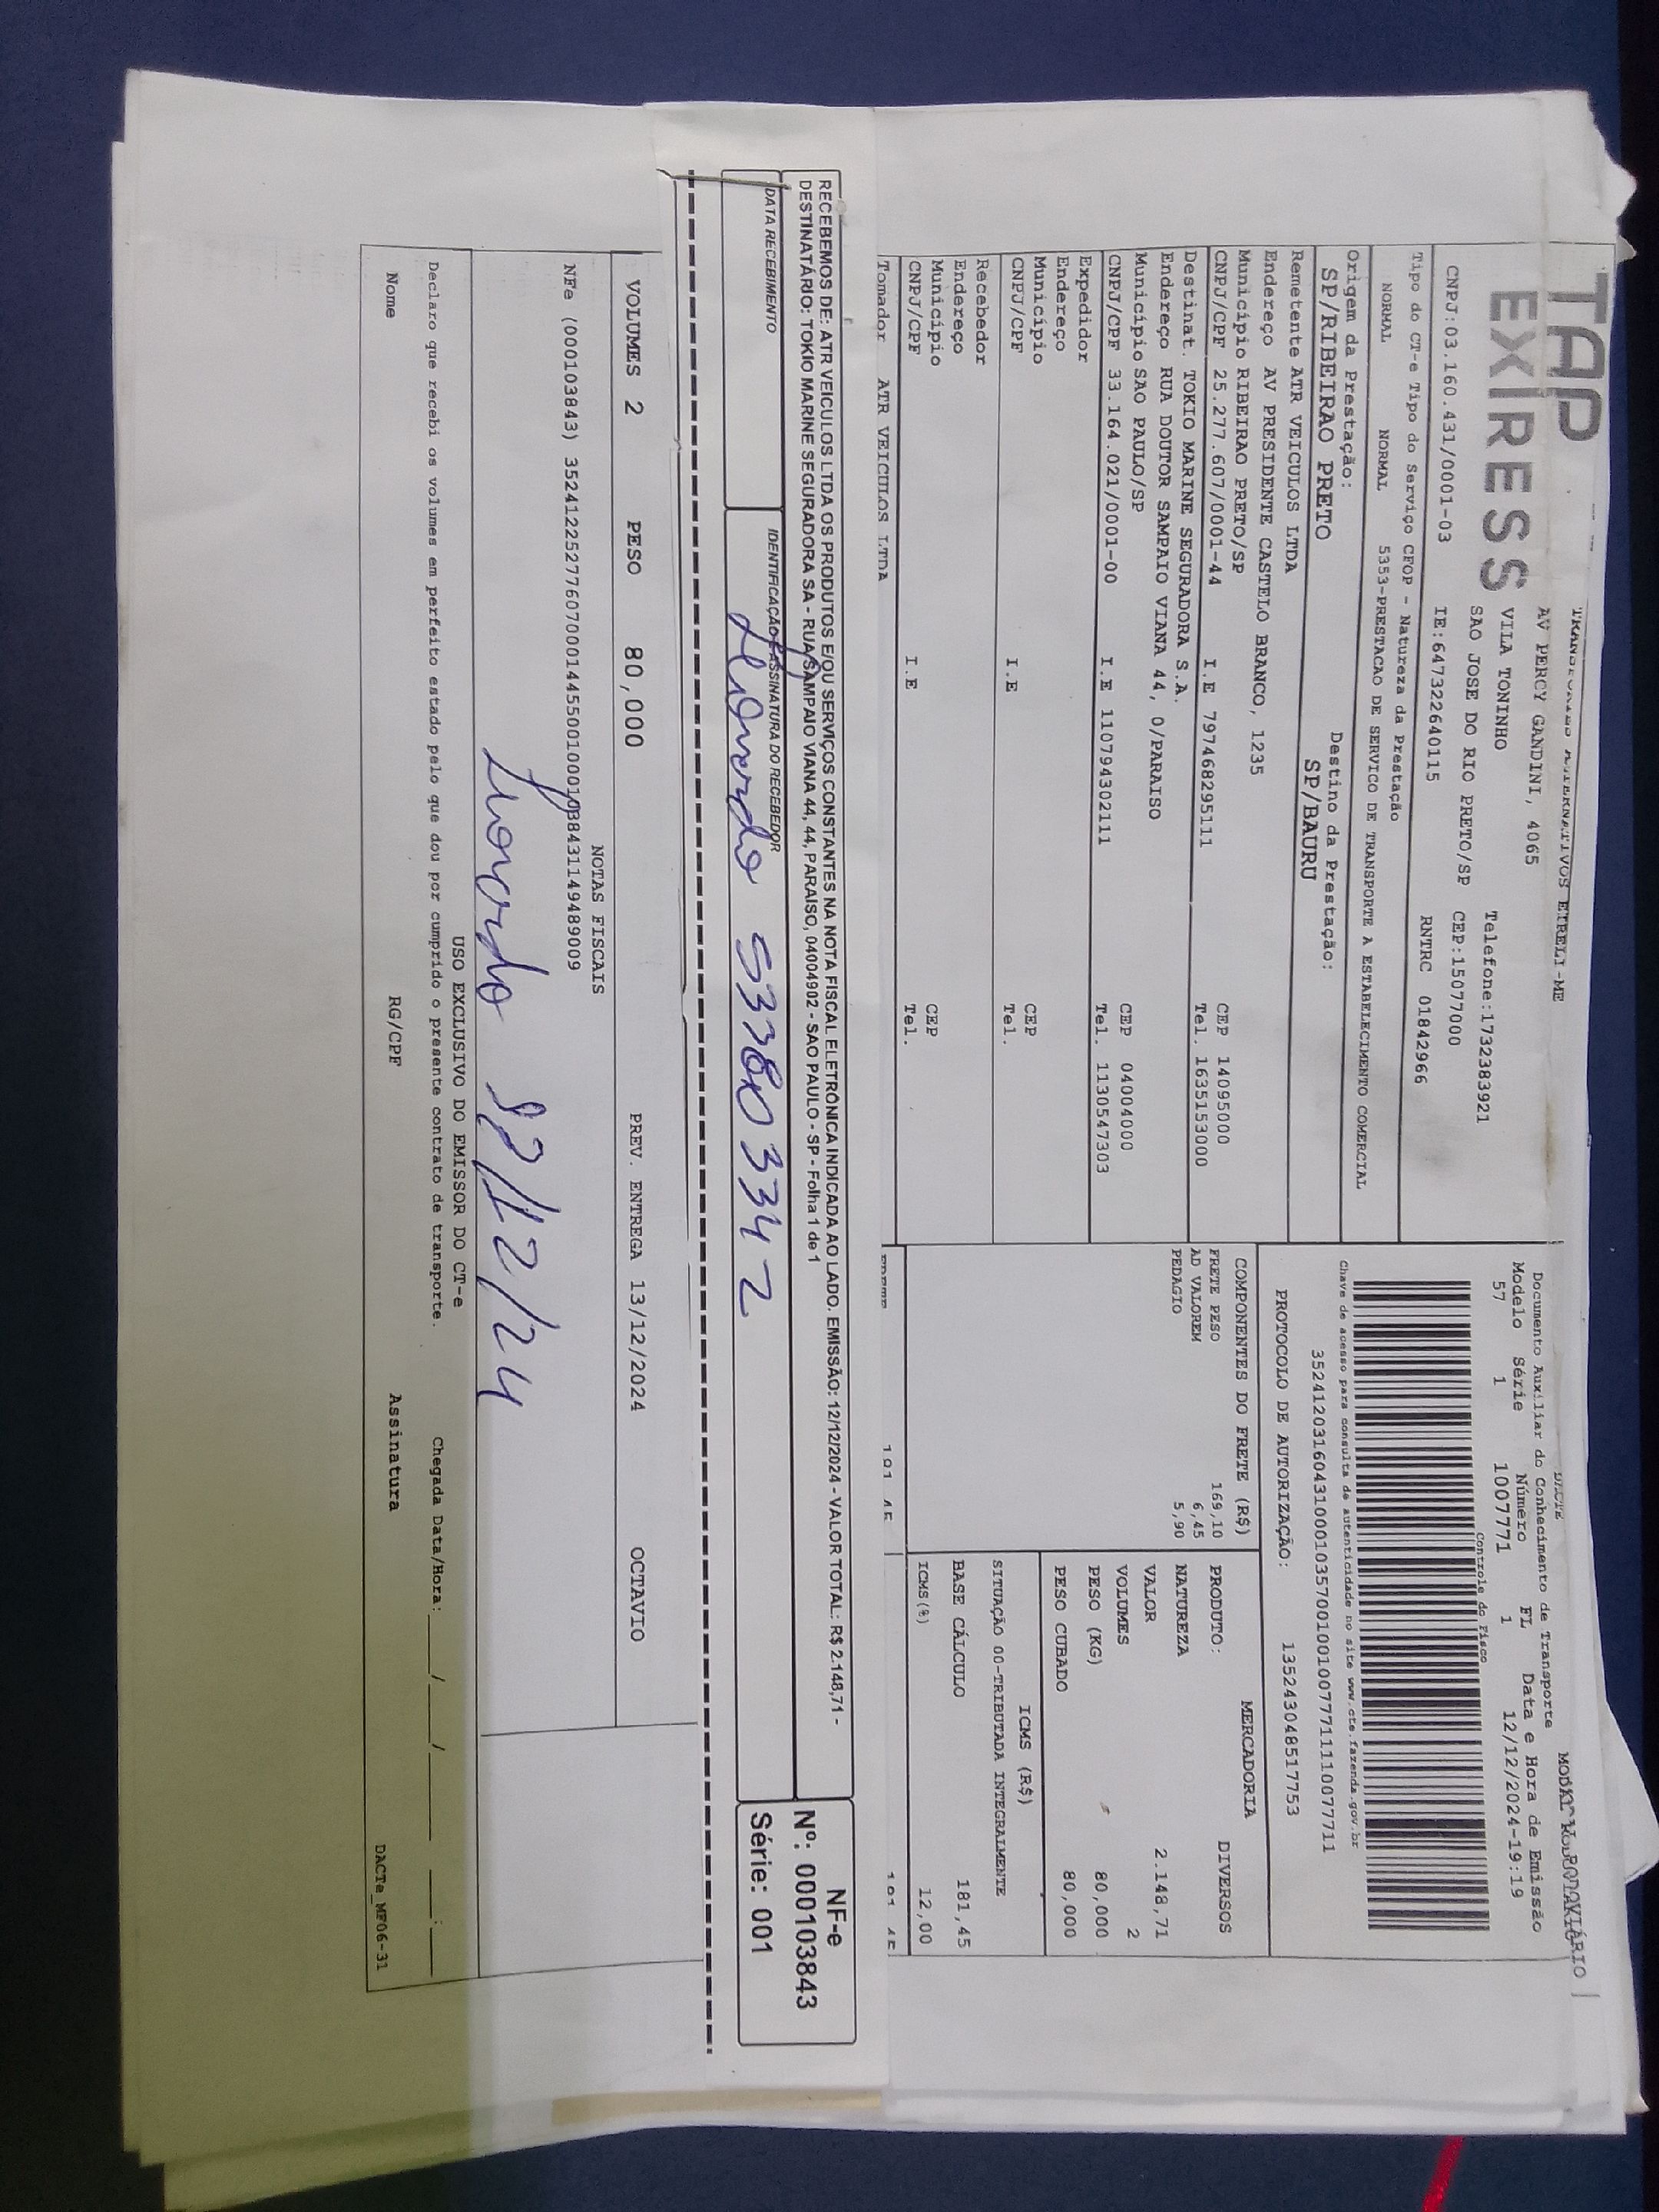 TAP
EXPRESS
TRANSPORTES ALTERNATIVOS EIRELI-ME
AV PERCY GANDINI, 4065
VILA TONINHO
Telefone:1732383921
SAO JOSE DO RIO PRETO/SP CEP:15077000
CNPJ:03.160.431/0001-03 IE:647322640115 RNTRC 01842966
DACTE
MODAL RODOVIÁRIO
Documento Auxiliar do Conhecimento de Transporte
Modelo Série Número FL Data e Hora de Emissão
57 1 1007771 1 12/12/2024-19:19
Controle do Fisco
Tipo do CT-e Tipo do Serviço CFOP - Natureza da Prestação
NORMAL NORMAL 5353-PRESTACAO DE SERVICO DE TRANSPORTE A ESTABELECIMENTO COMERCIAL
Chave de acesso para consulta de autenticidade no site www.cte.fazenda.gov.br
35241203160431000103570010010077711110077711
Origem da Prestação: Destino da Prestação:
SP/RIBEIRAO PRETO SP/BAURU
PROTOCOLO DE AUTORIZAÇÃO: 135243048517753
Remetente ATR VEICULOS LTDA
Endereço AV PRESIDENTE CASTELO BRANCO, 1235
Município RIBEIRAO PRETO/SP CEP 14095000
CNPJ/CPF 25.277.607/0001-44 I.E 797468295111 Tel. 1635153000
Destinat. TOKIO MARINE SEGURADORA S.A.
Endereço RUA DOUTOR SAMPAIO VIANA 44, 0/PARAISO
Município SAO PAULO/SP CEP 04004000
CNPJ/CPF 33.164.021/0001-00 I.E 110794302111 Tel. 1130547303
Expedidor
Endereço
Município CEP
CNPJ/CPF I.E Tel.
Recebedor
Endereço
Município CEP
CNPJ/CPF I.E Tel.
Tomador ATR VEICULOS LTDA
COMPONENTES DO FRETE (R$)
FRETE PESO 169,10
AD VALOREM 6,45
PEDAGIO 5,90
MERCADORIA
PRODUTO: DIVERSOS
NATUREZA
VALOR 2.148,71
VOLUMES 2
PESO (KG) 80,000
PESO CUBADO 80,000
ICMS (R$)
SITUAÇÃO 00-TRIBUTADA INTEGRALMENTE
BASE CÁLCULO 181,45
ICMS(%) 12,00
RECEBEMOS DE: ATR VEICULOS LTDA OS PRODUTOS E/OU SERVIÇOS CONSTANTES NA NOTA FISCAL ELETRÔNICA INDICADA AO LADO. EMISSÃO: 12/12/2024 - VALOR TOTAL: R$ 2.148,71 -
DESTINATÁRIO: TOKIO MARINE SEGURADORA SA - RUA SAMPAIO VIANA 44, 44, PARAISO, 04004902 - SAO PAULO - SP - Folha 1 de 1
DATA RECEBIMENTO IDENTIFICAÇÃO E ASSINATURA DO RECEBEDOR
Leonardo
NF-e
Nº: 000103843
Série: 001
VOLUMES 2 PESO 80,000 PREV. ENTREGA 13/12/2024 OCTAVIO
NOTAS FISCAIS
NFe (000103843) 35241225277607000144550010001038431149489009
Leonardo
USO EXCLUSIVO DO EMISSOR DO CT-e
Declaro que recebi os volumes em perfeito estado pelo que dou por cumprido o presente contrato de transporte. Chegada Data/Hora:____/____/____ ___:___
Nome RG/CPF Assinatura
DACTe_MF06-31